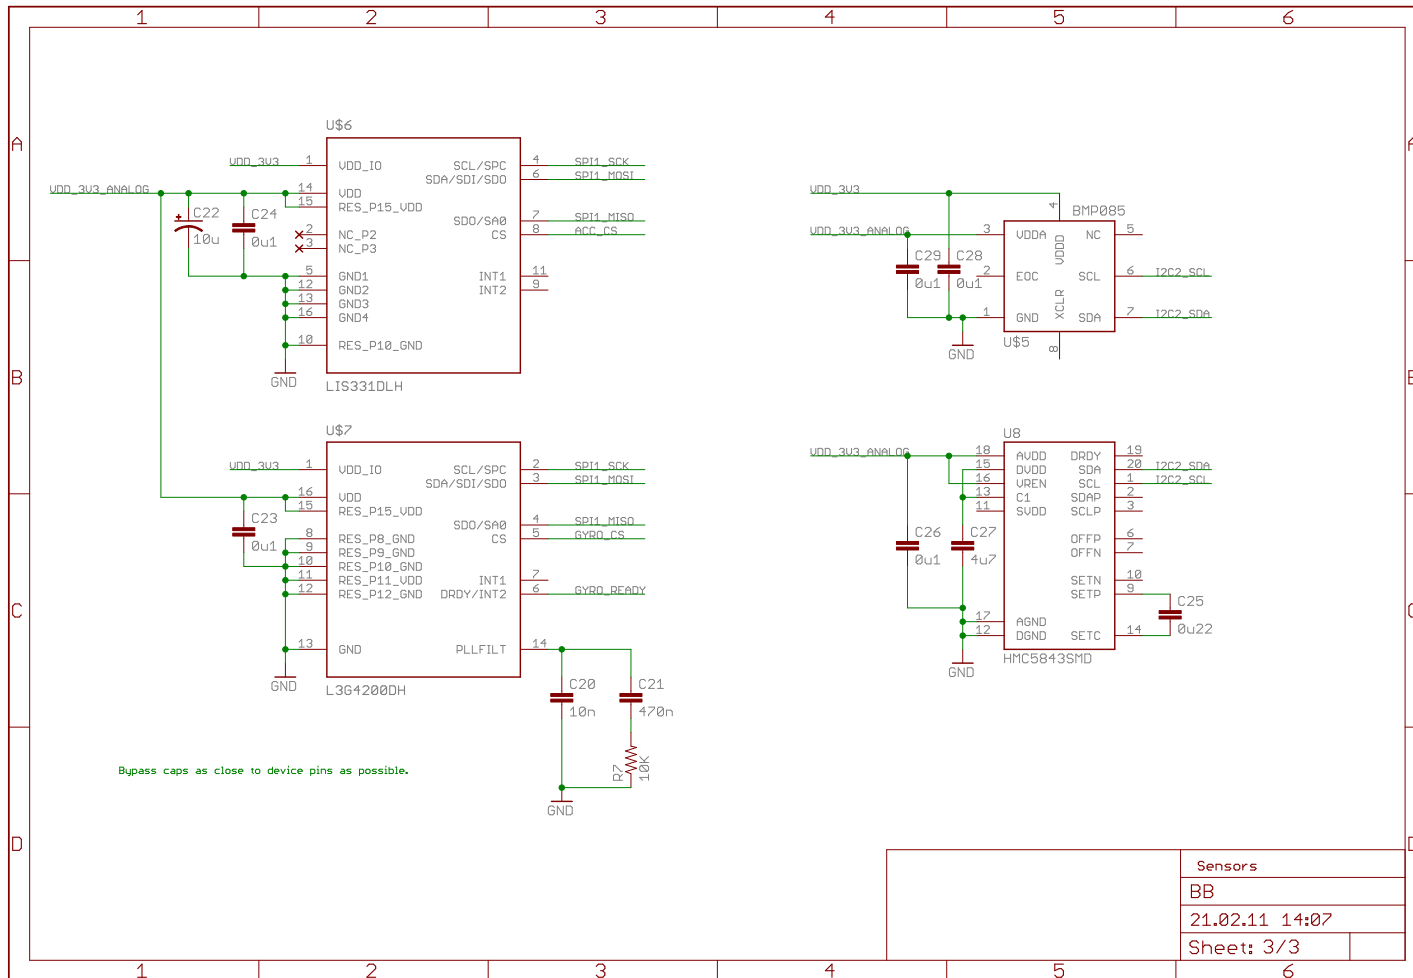 1 2 3 4 5 6
A
B
C
D
U$6
VDD_3V3 1 VDD_IO SCL/SPC 4 SPI1_SCK
SDA/SDI/SDO 6 SPI1_MOSI
VDD_3V3_ANALOG 14 VDD
15 RES_P15_VDD
SDO/SA0 7 SPI1_MISO
C22 10u
C24 0u1
2 NC_P2 CS 8 ACC_CS
3 NC_P3
5 GND1 INT1 11
12 GND2 INT2 9
13 GND3
16 GND4
10 RES_P10_GND
GND
LIS331DLH
U$7
VDD_3V3 1 VDD_IO SCL/SPC 2 SPI1_SCK
SDA/SDI/SDO 3 SPI1_MOSI
16 VDD
15 RES_P15_VDD
C23 0u1
SDO/SA0 4 SPI1_MISO
8 RES_P8_GND CS 5 GYRO_CS
9 RES_P9_GND
10 RES_P10_GND
11 RES_P11_VDD INT1 7
12 RES_P12_GND DRDY/INT2 6 GYRO_READY
13 GND PLLFILT 14
GND
L3G4200DH
C20 10n
C21 470n
R7 10K
GND
Bypass caps as close to device pins as possible.
VDD_3V3
4
BMP085
VDD_3V3_ANALOG 3 VDDA VDDD NC 5
C29 0u1
C28 0u1
2 EOC SCL 6 I2C2_SCL
1 GND XCLR SDA 7 I2C2_SDA
GND
U$5
8
U8
VDD_3V3_ANALOG 18 AVDD DRDY 19
15 DVDD SDA 20 I2C2_SDA
16 VREN SCL 1 I2C2_SCL
13 C1 SDAP 2
11 SVDD SCLP 3
C26 0u1
C27 4u7
OFFP 6
OFFN 7
SETN 10
SETP 9
C25 0u22
17 AGND
12 DGND SETC 14
GND
HMC5843SMD
Sensors
BB
21.02.11 14:07
Sheet: 3/3
1 2 3 4 5 6